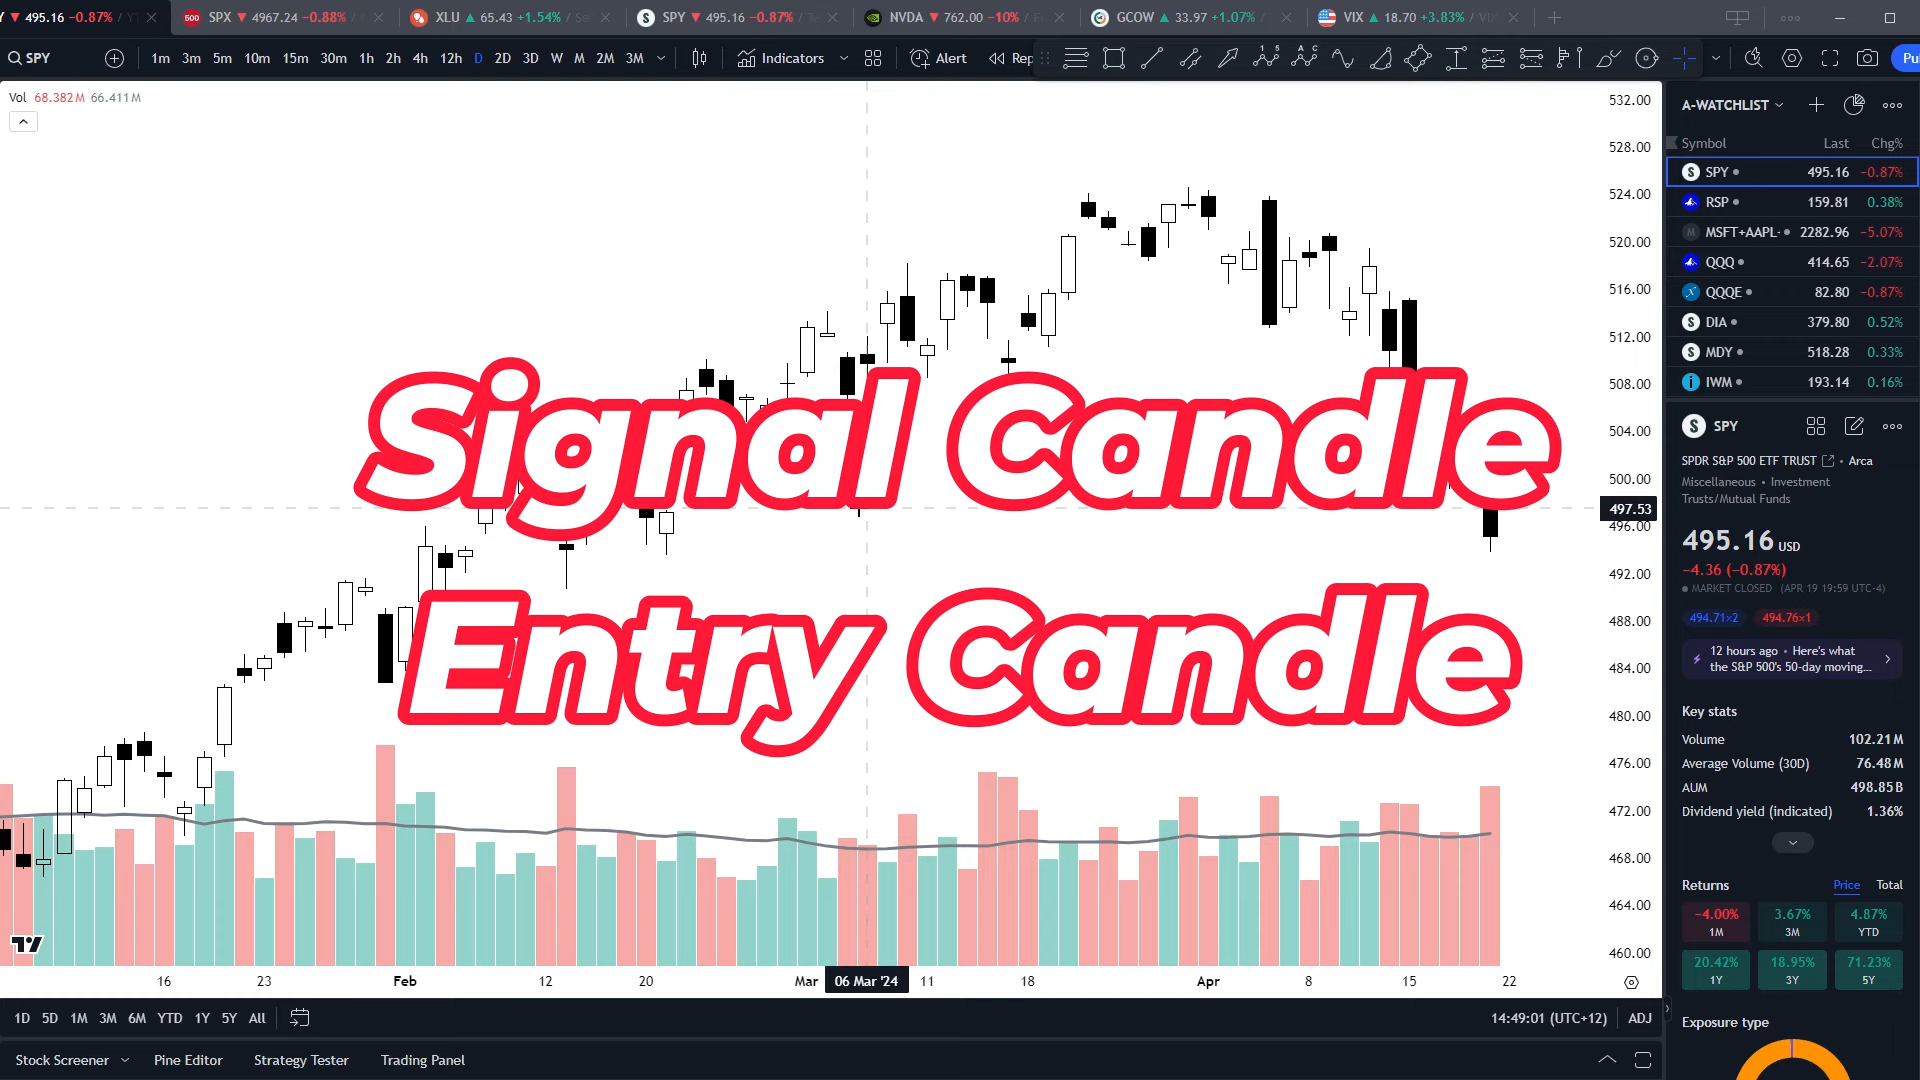 Y ▼ 495.16 −0.87% / Y
500 SPX ▼ 4967.24 −0.88% /
XLU ▲ 65.43 +1.54% / Se
S SPY ▼ 495.16 −0.87% / Te
NVDA ▼ 762.00 −10% / F
GCOW ▲ 33.97 +1.07% /
VIX ▲ 18.70 +3.83% / VIX
SPY
1m 3m 5m 10m 15m 30m 1h 2h 4h 12h D 2D 3D W M 2M 3M
Indicators
Alert
Rep
Pu
Vol 68.382M 66.411M
532.00
528.00
524.00
520.00
516.00
512.00
508.00
504.00
500.00
497.53
496.00
492.00
488.00
484.00
480.00
476.00
472.00
468.00
464.00
460.00
Signal Candle
Entry Candle
16 23 Feb 12 20 Mar 06 Mar '24 11 18 Apr 8 15 22
1D 5D 1M 3M 6M YTD 1Y 5Y All
14:49:01 (UTC+12) ADJ
Stock Screener Pine Editor Strategy Tester Trading Panel
A-WATCHLIST
Symbol Last Chg%
S SPY 495.16 −0.87%
RSP 159.81 0.38%
M MSFT+AAPL- 2282.96 −5.07%
QQQ 414.65 −2.07%
QQQE 82.80 −0.87%
S DIA 379.80 0.52%
S MDY 518.28 0.33%
i IWM 193.14 0.16%
S SPY
SPDR S&P 500 ETF TRUST • Arca
Miscellaneous • Investment
Trusts/Mutual Funds
495.16 USD
−4.36 (−0.87%)
MARKET CLOSED (APR 19 19:59 UTC-4)
494.71×2 494.76×1
12 hours ago • Here's what
the S&P 500's 50-day moving...
Key stats
Volume 102.21M
Average Volume (30D) 76.48M
AUM 498.85B
Dividend yield (indicated) 1.36%
Returns Price Total
−4.00% 3.67% 4.87%
1M 3M YTD
20.42% 18.95% 71.23%
1Y 3Y 5Y
Exposure type